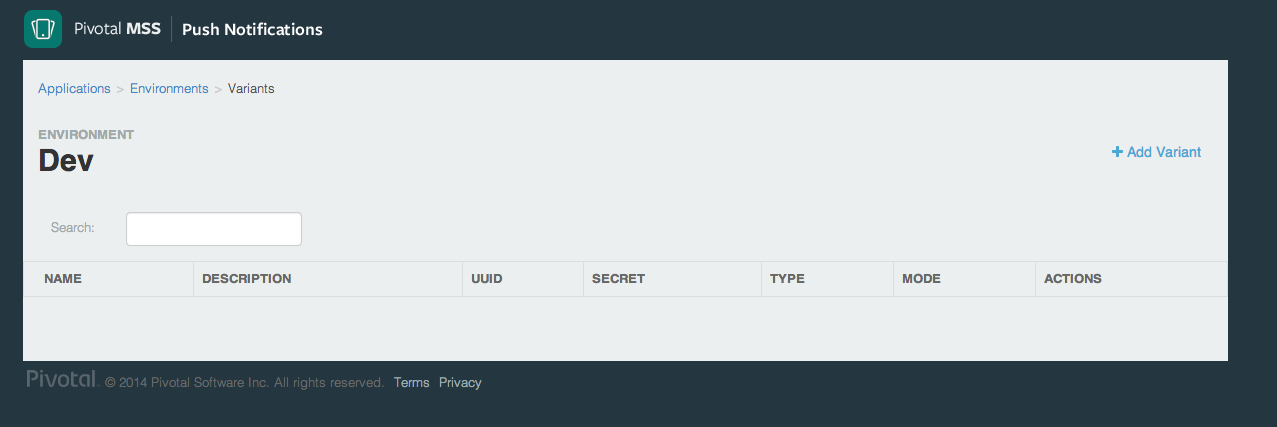 Pivotal MSS Push Notifications
Applications > Environments > Variants
ENVIRONMENT
Dev
+ Add Variant
Search:
NAME DESCRIPTION UUID SECRET TYPE MODE ACTIONS
Pivotal. © 2014 Pivotal Software Inc. All rights reserved. Terms Privacy